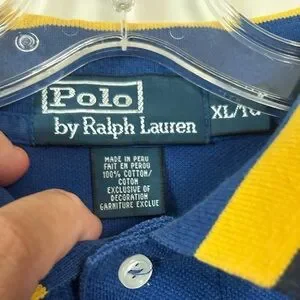 Polo
by Ralph Lauren
XL/TG
MADE IN PERU
FAIT EN PEROU
100% COTTON/
COTON
EXCLUSIVE OF
DECORATION
GARNITURE EXCLUE